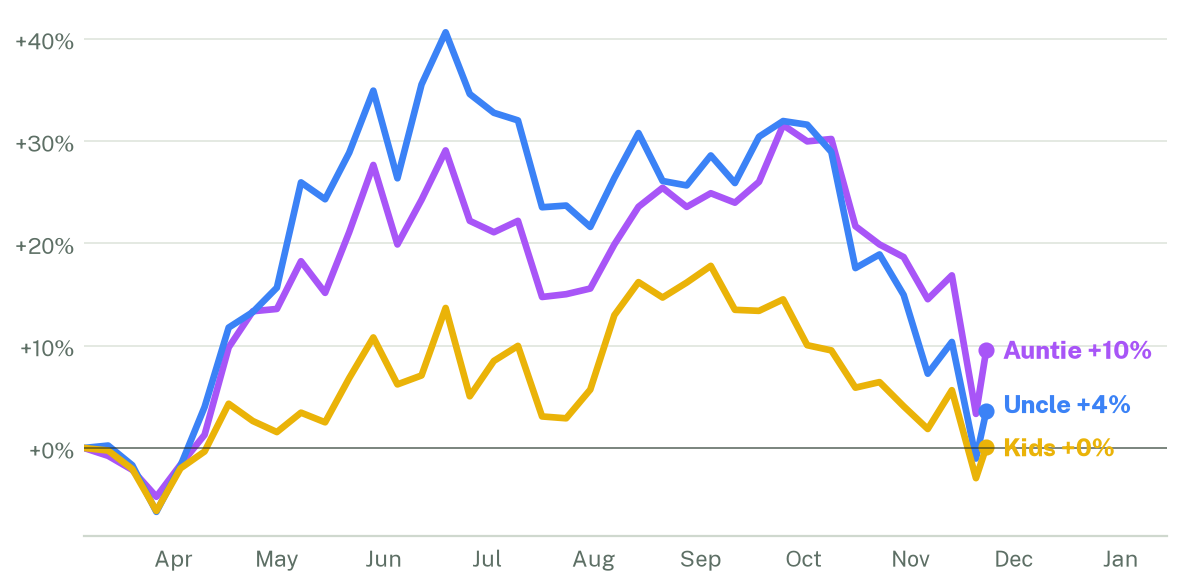 +40%
+30%
+20%
+10%
+0%
Auntie +10%
Uncle +4%
Kids +0%
Apr May Jun Jul Aug Sep Oct Nov Dec Jan